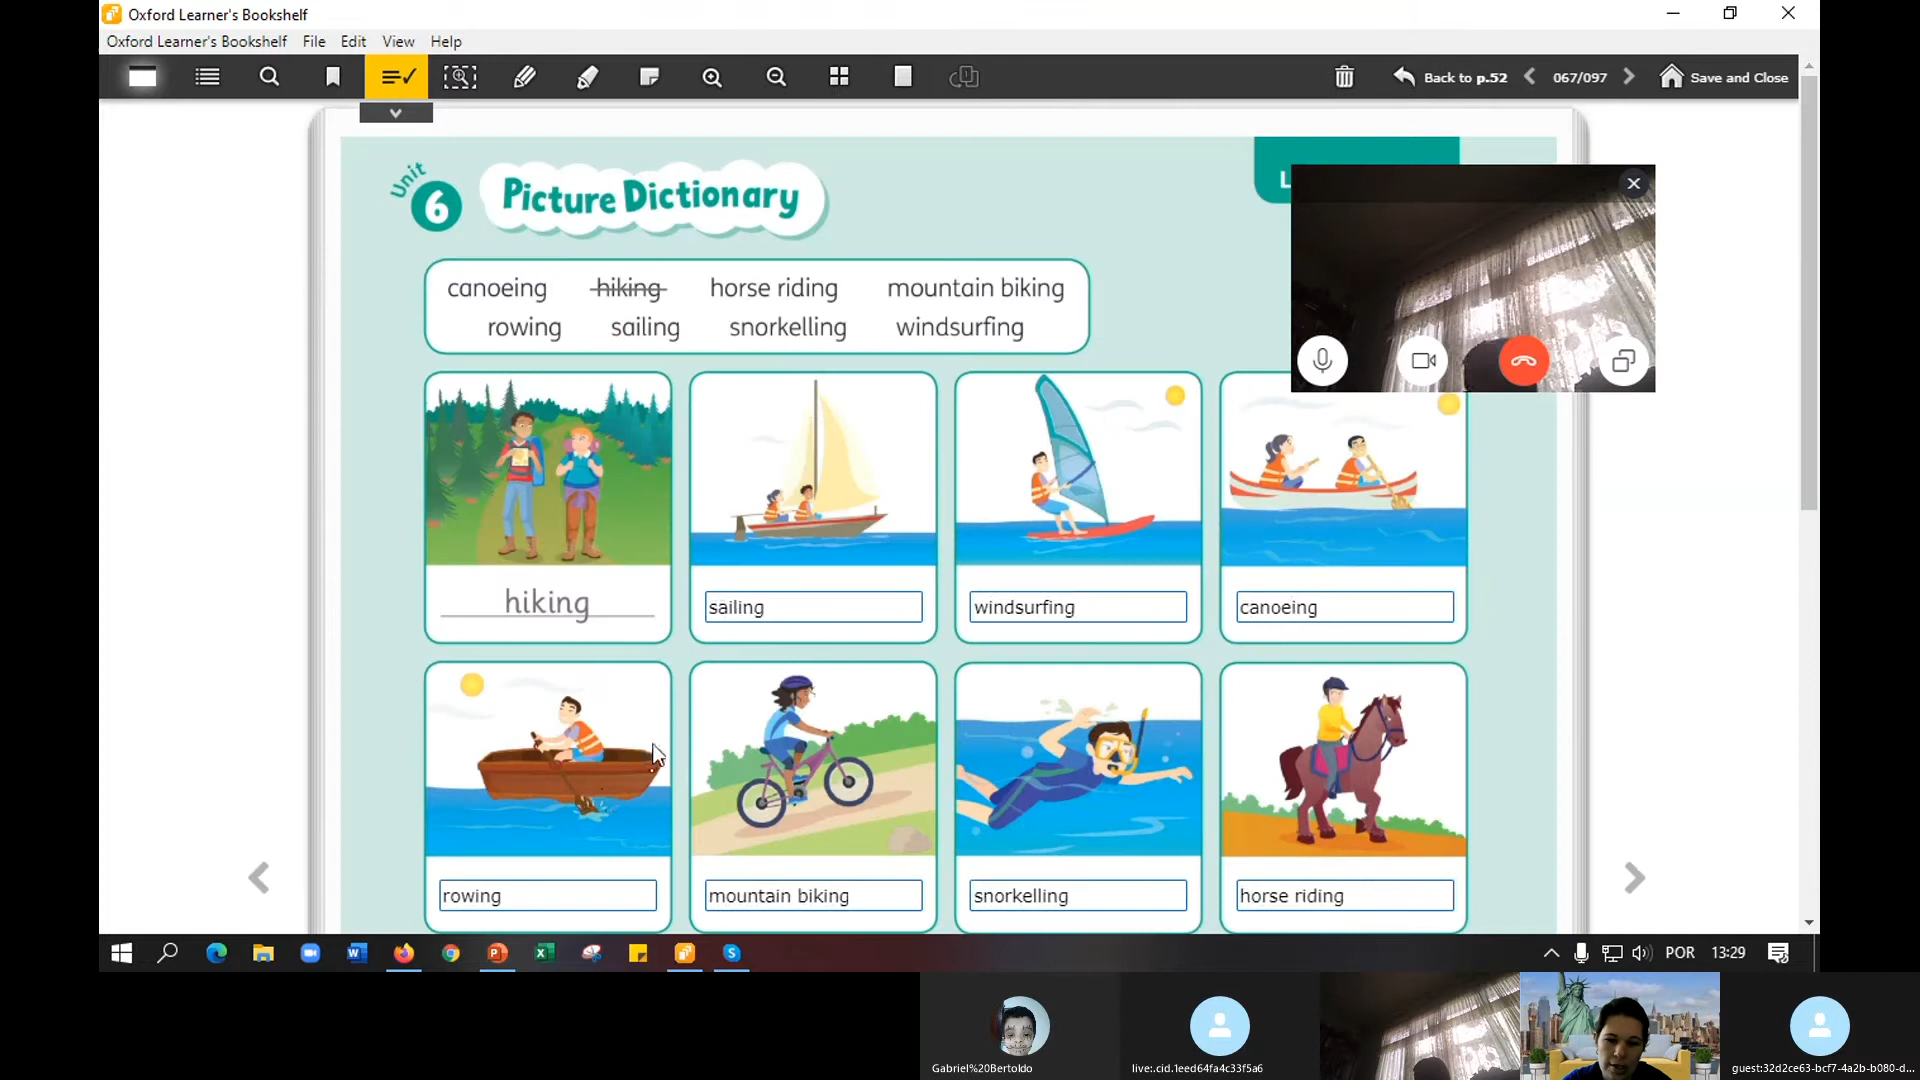 Oxford Learner's Bookshelf
Oxford Learner's Bookshelf File Edit View Help
Back to p.52 067/097 Save and Close
Unit
6 Picture Dictionary
canoeing hiking horse riding mountain biking
rowing sailing snorkelling windsurfing
hiking sailing windsurfing canoeing
rowing mountain biking snorkelling horse riding
POR 13:29
Gabriel%20Bertoldo live:.cid.1eed64fa4c33f5a6 guest:32d2ce63-bcf7-4a2b-b080-d...